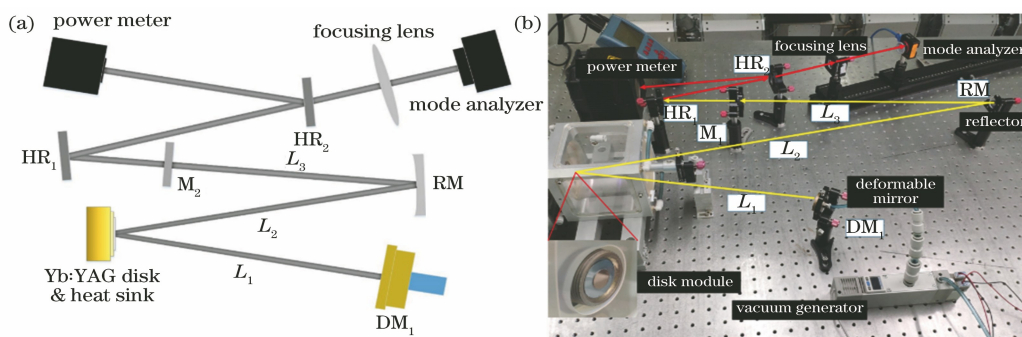 (a)
power meter
focusing lens
mode analyzer
HR₂
HR₁
M₂
L₃
RM
L₂
Yb:YAG disk
& heat sink
L₁
DM₁
(b)
focusing lens
mode analyzer
power meter
HR₂
RM
HR₁
M₁
L₃
reflector
L₂
deformable
mirror
L₁
DM₁
disk module
vacuum generator